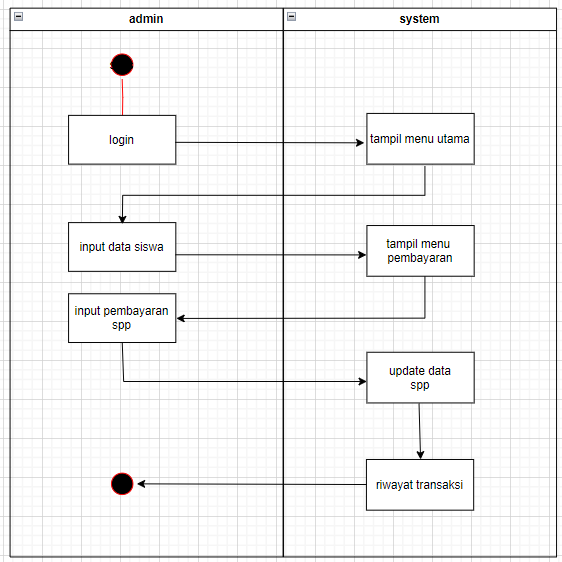 admin
system
login
tampil menu utama
input data siswa
tampil menu
pembayaran
input pembayaran
spp
update data
spp
riwayat transaksi